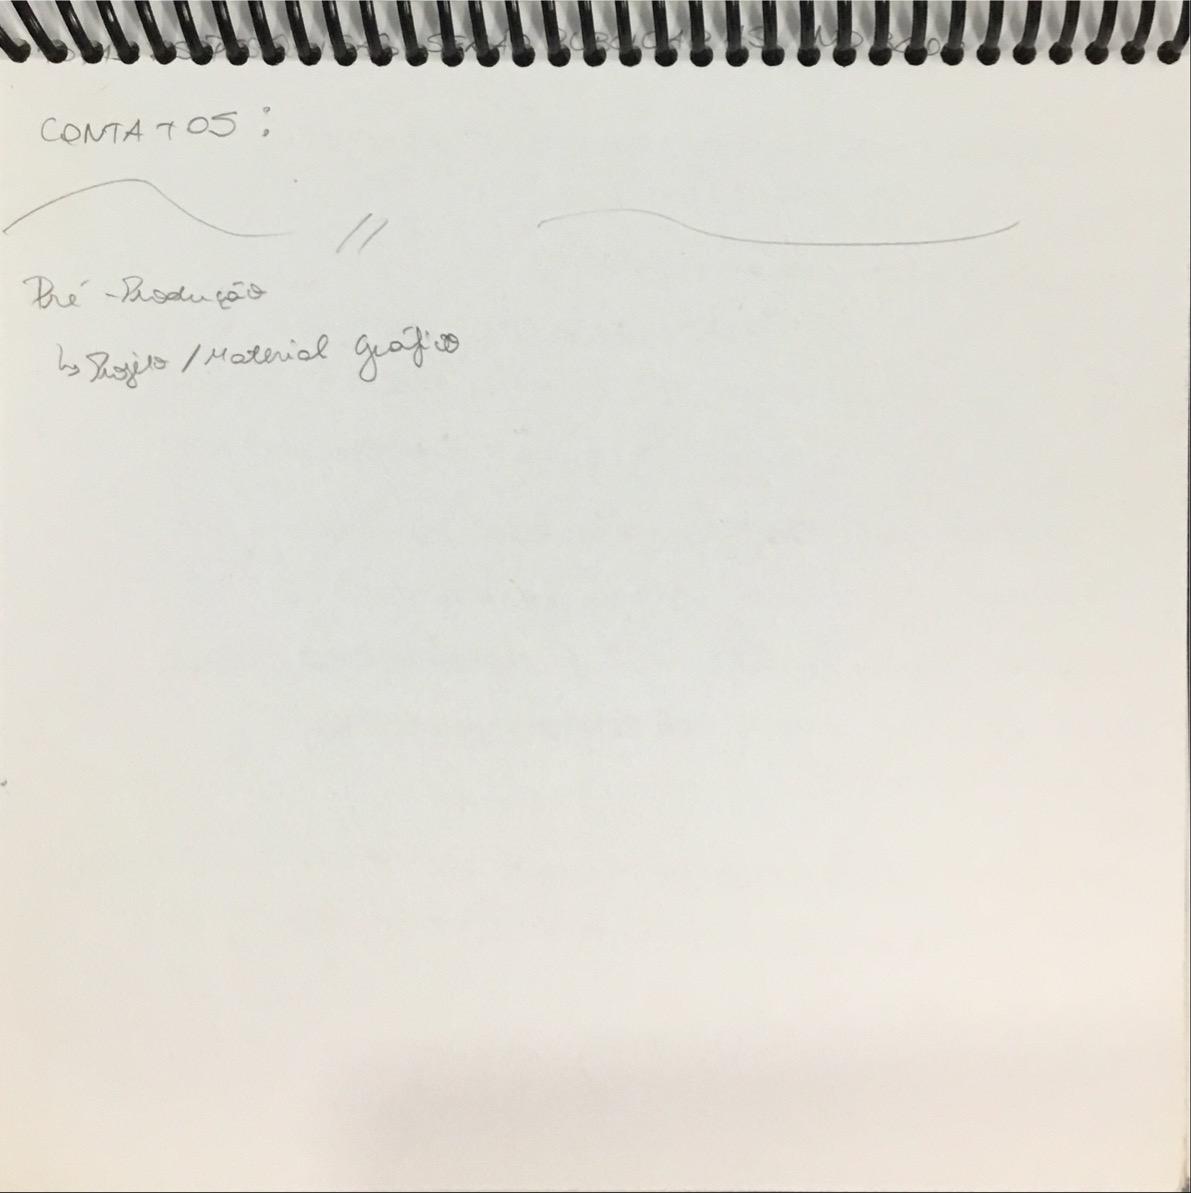 CONTATOS:
//
Pré-Produção
↳ Projeto / Material Gráfico